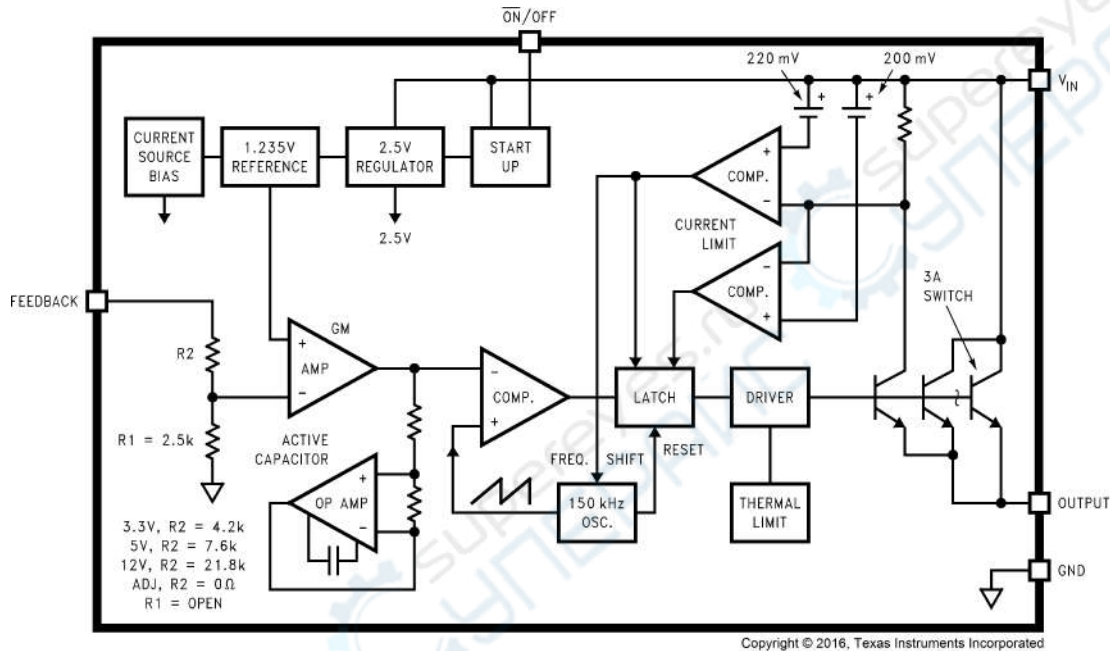 ON/OFF
220 mV
200 mV
VIN
CURRENT
SOURCE
BIAS
1.235V
REFERENCE
2.5V
REGULATOR
START
UP
+
+
+
COMP.
−
2.5V
CURRENT
LIMIT
−
COMP.
+
3A
SWITCH
FEEDBACK
R2
R1 = 2.5k
GM
+
AMP
−
−
COMP.
+
LATCH
DRIVER
ACTIVE
CAPACITOR
+
OP AMP
−
FREQ. SHIFT
RESET
150 kHz
OSC.
THERMAL
LIMIT
OUTPUT
GND
3.3V, R2 = 4.2k
5V, R2 = 7.6k
12V, R2 = 21.8k
ADJ, R2 = 0Ω
R1 = OPEN
Copyright © 2016, Texas Instruments Incorporated
supereyes.ru
УПЕРАЙС